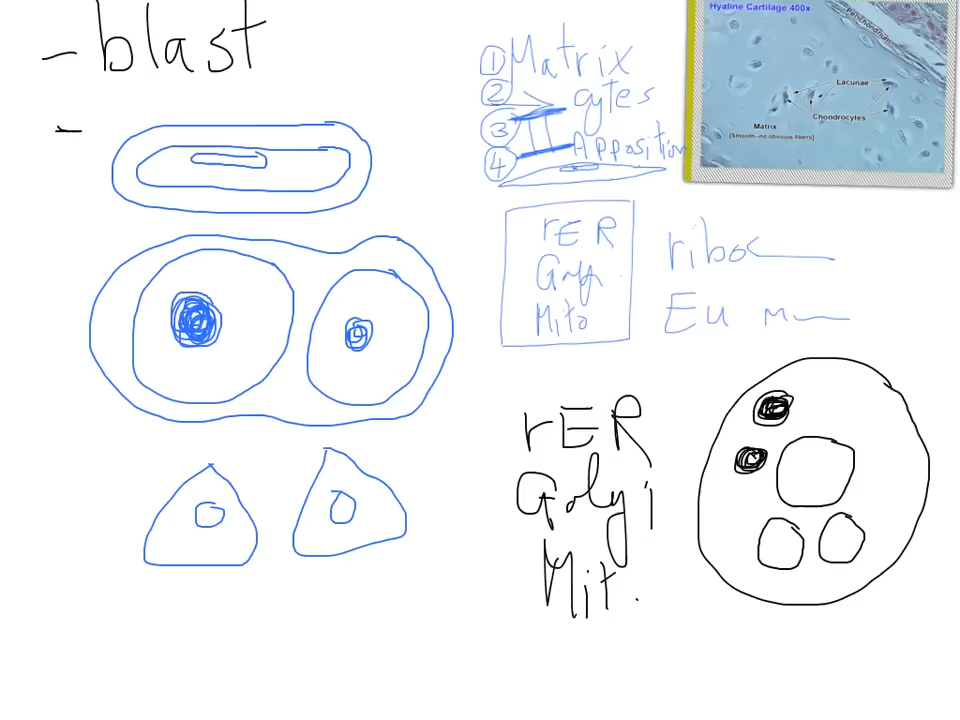 - blast
-
① Matrix
② cytes
③
④ Apposition
Hyaline Cartilage 400x
Perichondrium
Lacunae
Chondrocytes
Matrix
[Smooth-no obvious fibers]
rER
Mito
Eu
rER
Golgi
Mit.